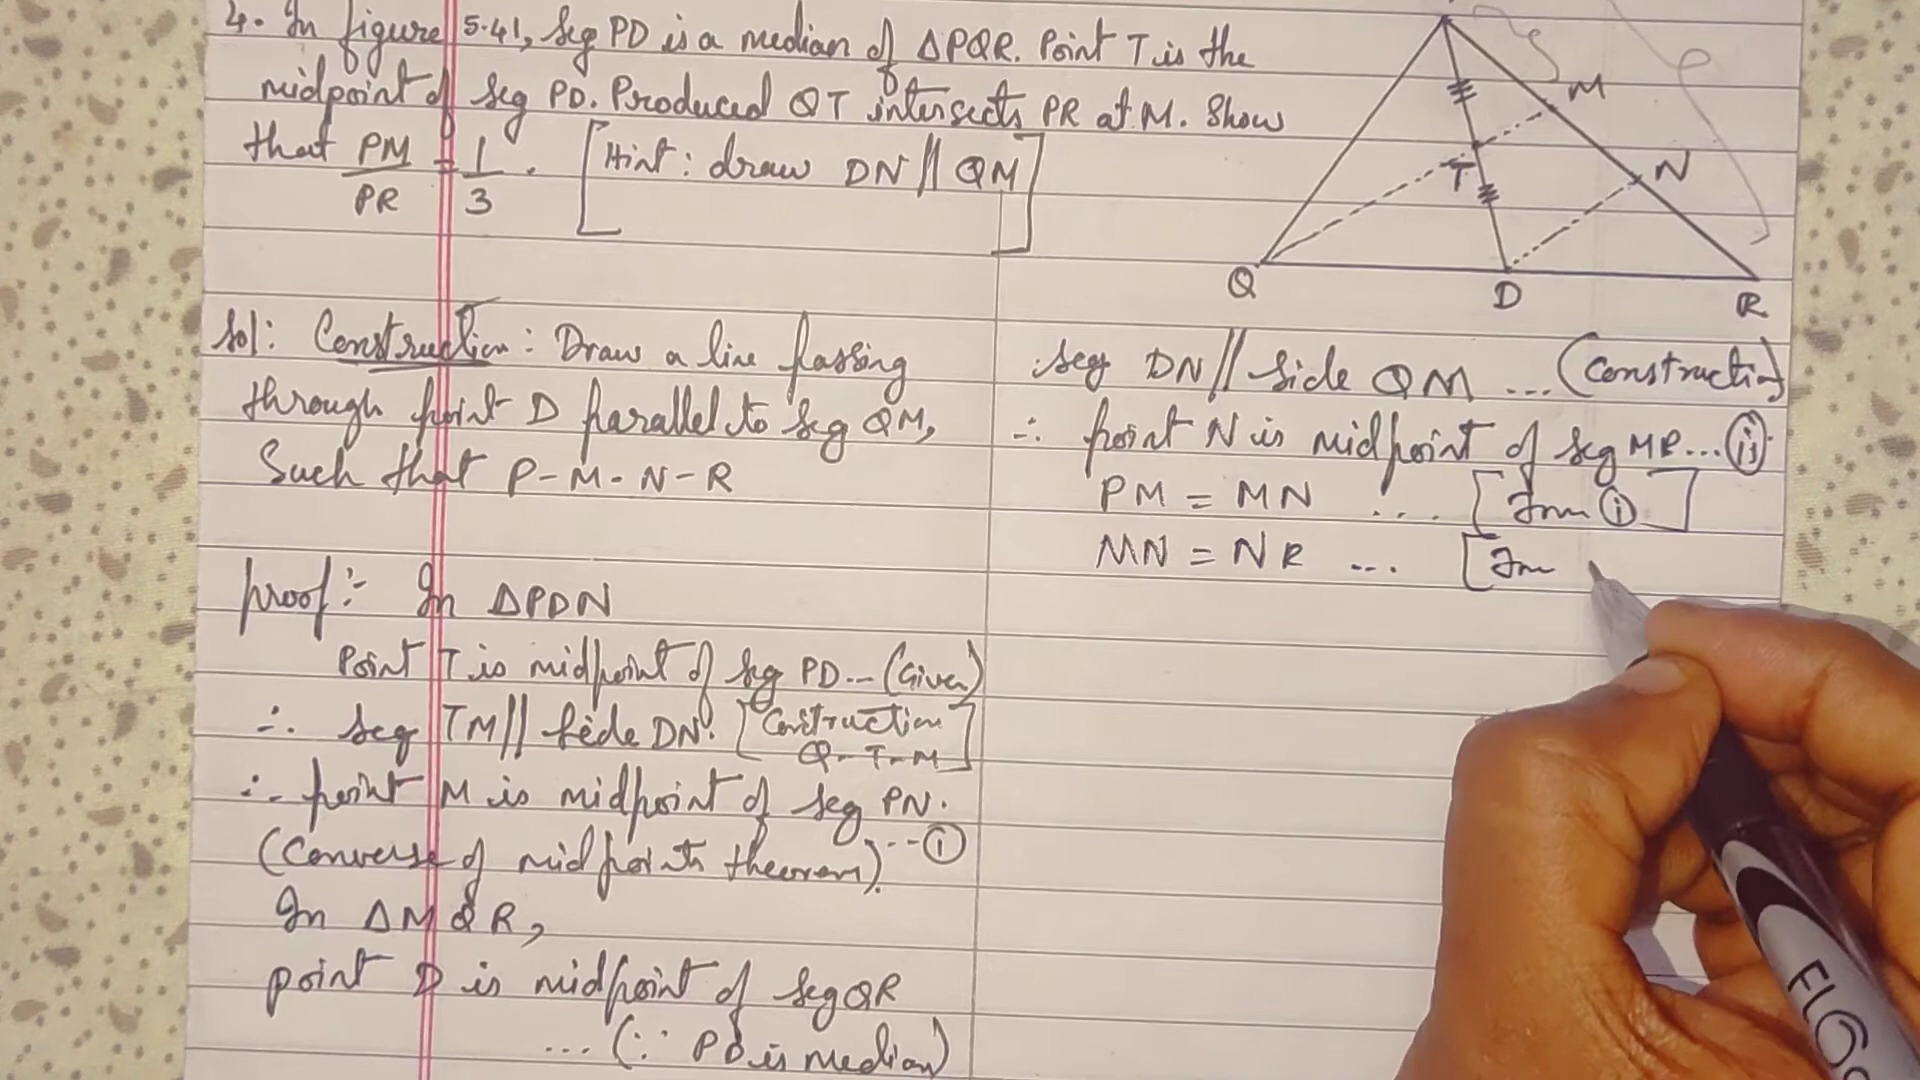 4. In figure 5.41, seg PD is a median of ΔPQR. Point T is the
midpoint of seg PD. Produced QT intersects PR at M. Show
that PM/PR = 1/3. [Hint: draw DN || QM]
M
T
N
Q
D
R
Sol: Construction: Draw a line passing
through point D parallel to seg QM,
Such that P-M-N-R
proof:- In ΔPDN
Point T is midpoint of seg PD -- (Given)
∴ seg TM || side DN. [Construction
Q-T-M]
∴ point M is midpoint of seg PN.
(Converse of midpoint theorem). --- ①
In ΔMQR,
point D is midpoint of seg QR
... (∵ PD is median)
seg DN || side QM ... (Construction)
∴ point N is midpoint of seg MR ... ⓘⓘ
PM = MN .... [From ①]
MN = NR ... [From
FLO